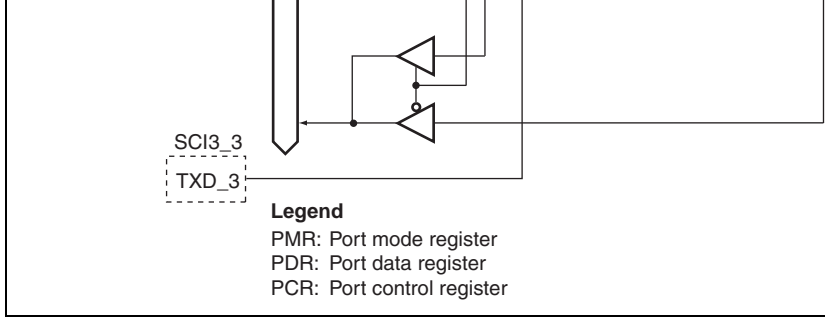 SCI3_3
TXD_3
Legend
PMR: Port mode register
PDR: Port data register
PCR: Port control register